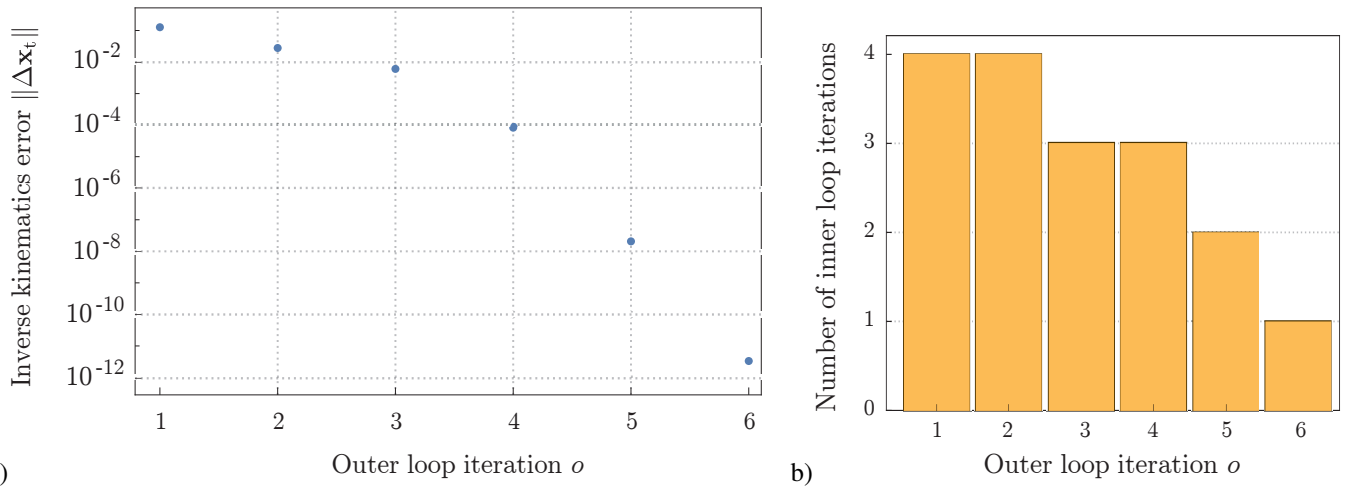 Inverse kinematics error ||Δx_t||
10^-2
10^-4
10^-6
10^-8
10^-10
10^-12
1 2 3 4 5 6
Outer loop iteration o
)
Number of inner loop iterations
4
3
2
1
0
1 2 3 4 5 6
Outer loop iteration o
b)